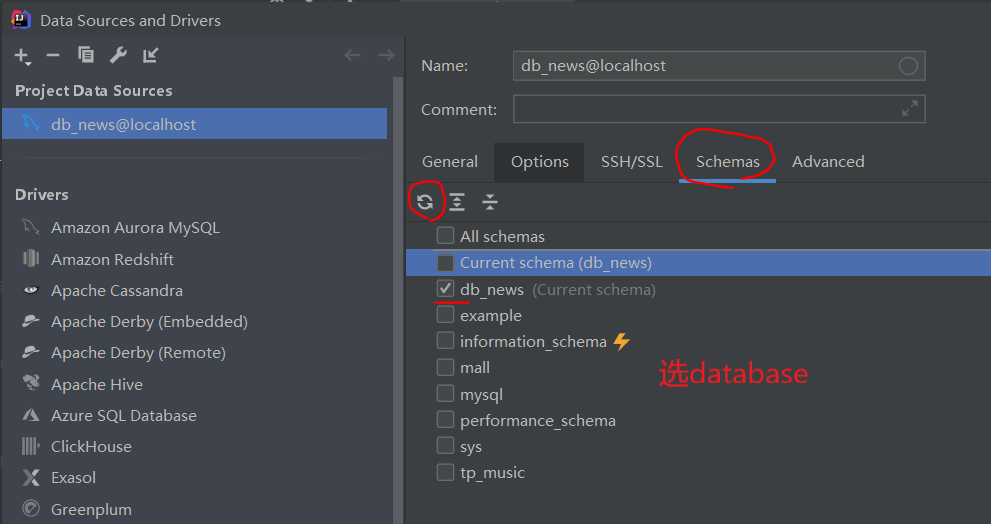 Data Sources and Drivers
Project Data Sources
db_news@localhost
Drivers
Amazon Aurora MySQL
Amazon Redshift
Apache Cassandra
Apache Derby (Embedded)
Apache Derby (Remote)
Apache Hive
Azure SQL Database
ClickHouse
Exasol
Greenplum
Name: db_news@localhost
Comment:
General Options SSH/SSL Schemas Advanced
All schemas
Current schema (db_news)
db_news (Current schema)
example
information_schema
mall
mysql
performance_schema
sys
tp_music
选database